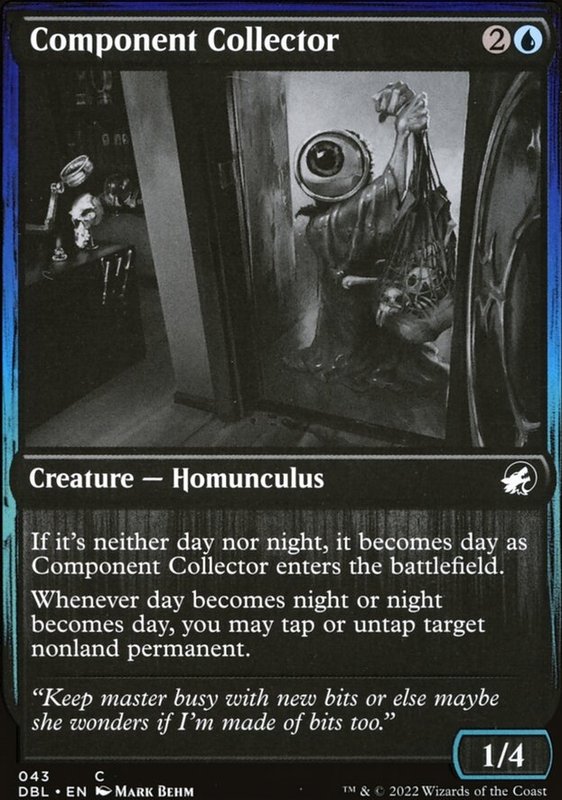 Component Collector
2
Creature — Homunculus
If it's neither day nor night, it becomes day as
Component Collector enters the battlefield.
Whenever day becomes night or night
becomes day, you may tap or untap target
nonland permanent.
“Keep master busy with new bits or else maybe
she wonders if I'm made of bits too.”
1/4
043 C
DBL • EN Mark Behm
™ & © 2022 Wizards of the Coast